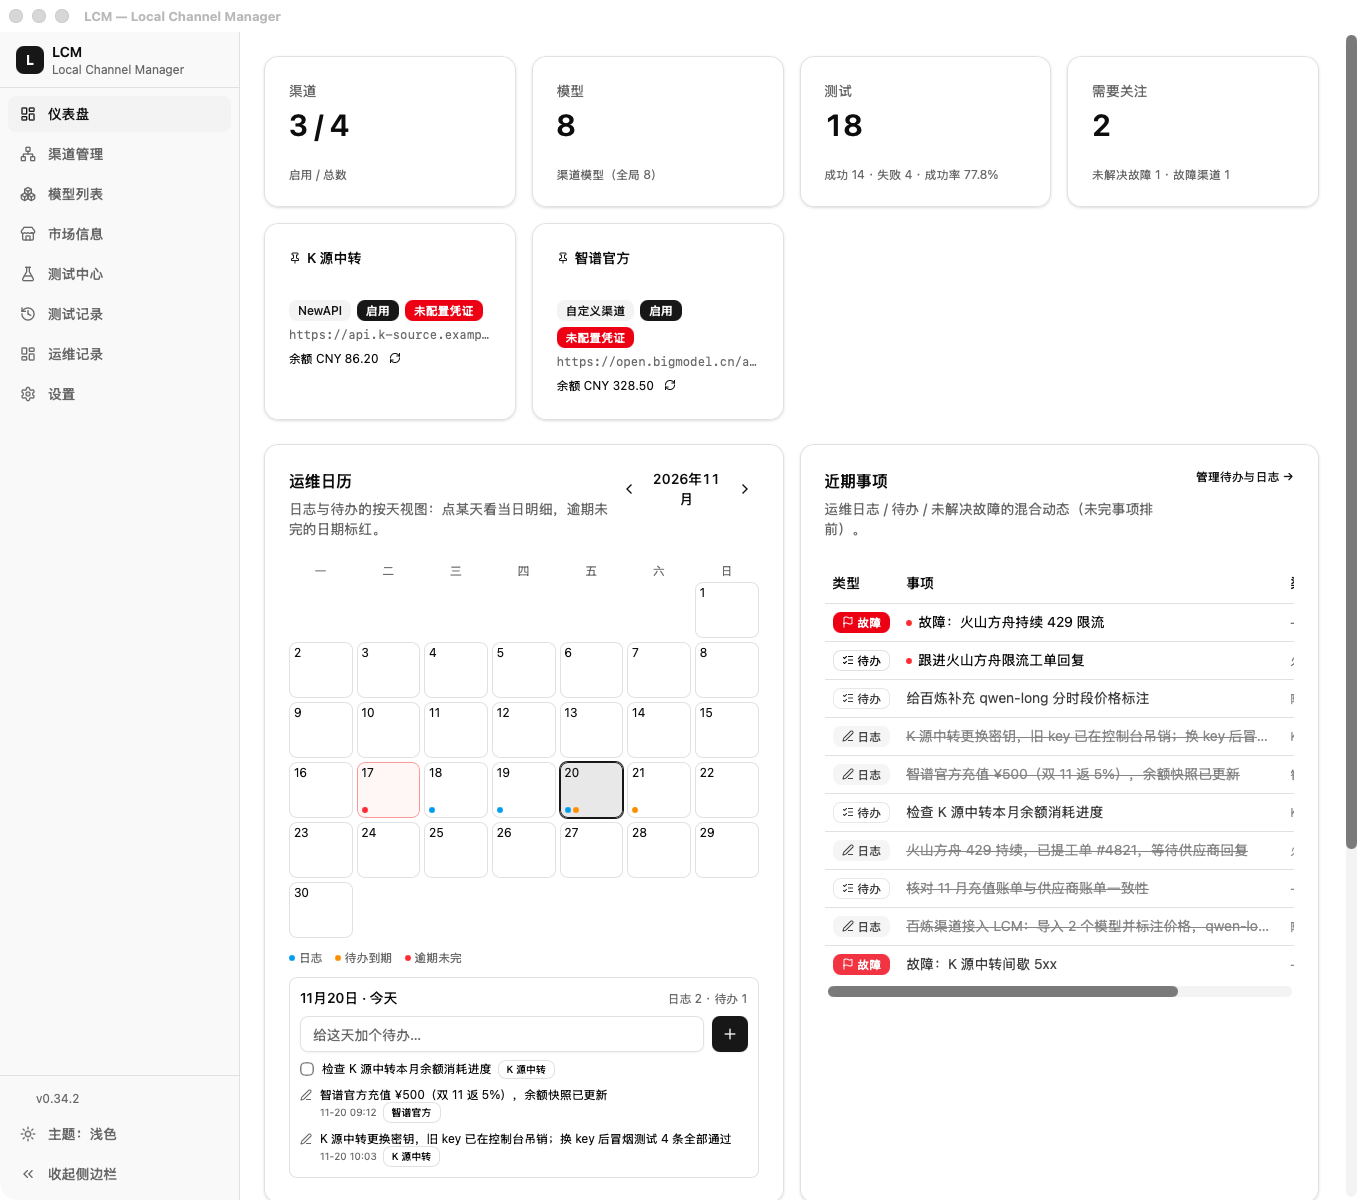 LCM — Local Channel Manager
L
LCM
Local Channel Manager
仪表盘
渠道管理
模型列表
市场信息
测试中心
测试记录
运维记录
设置
v0.34.2
主题：浅色
收起侧边栏
渠道
3 / 4
启用 / 总数
模型
8
渠道模型（全局 8）
测试
18
成功 14 · 失败 4 · 成功率 77.8%
需要关注
2
未解决故障 1 · 故障渠道 1
K 源中转
NewAPI 启用 未配置凭证
https://api.k-source.examp…
余额 CNY 86.20
智谱官方
自定义渠道 启用
未配置凭证
https://open.bigmodel.cn/a…
余额 CNY 328.50
运维日历
日志与待办的按天视图：点某天看当日明细，逾期未
完的日期标红。
2026年11
月
一 二 三 四 五 六 日
1
2 3 4 5 6 7 8
9 10 11 12 13 14 15
16 17 18 19 20 21 22
23 24 25 26 27 28 29
30
日志 待办到期 逾期未完
11月20日 · 今天
日志 2 · 待办 1
给这天加个待办…
检查 K 源中转本月余额消耗进度 K 源中转
智谱官方充值 ¥500（双 11 返 5%），余额快照已更新
11-20 09:12 智谱官方
K 源中转更换密钥，旧 key 已在控制台吊销；换 key 后冒烟测试 4 条全部通过
11-20 10:03 K 源中转
近期事项
管理待办与日志 →
运维日志 / 待办 / 未解决故障的混合动态（未完事项排
前）。
类型 事项
故障 故障：火山方舟持续 429 限流
待办 跟进火山方舟限流工单回复
待办 给百炼补充 qwen-long 分时段价格标注
日志 K 源中转更换密钥，旧 key 已在控制台吊销；换 key 后冒…
日志 智谱官方充值 ¥500（双 11 返 5%），余额快照已更新
待办 检查 K 源中转本月余额消耗进度
日志 火山方舟 429 持续，已提工单 #4821，等待供应商回复
待办 核对 11 月充值账单与供应商账单一致性
日志 百炼渠道接入 LCM：导入 2 个模型并标注价格，qwen-lo…
故障 故障：K 源中转间歇 5xx